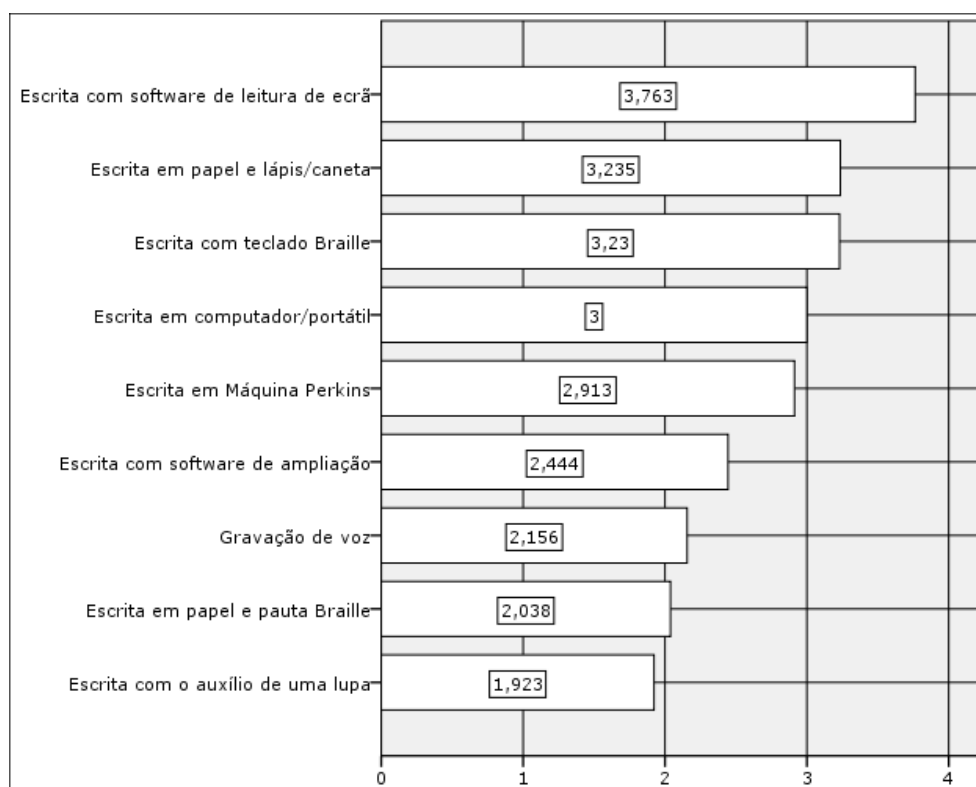 Escrita com software de leitura de ecrã 3,763
Escrita em papel e lápis/caneta 3,235
Escrita com teclado Braille 3,23
Escrita em computador/portátil 3
Escrita em Máquina Perkins 2,913
Escrita com software de ampliação 2,444
Gravação de voz 2,156
Escrita em papel e pauta Braille 2,038
Escrita com o auxílio de uma lupa 1,923
0 1 2 3 4